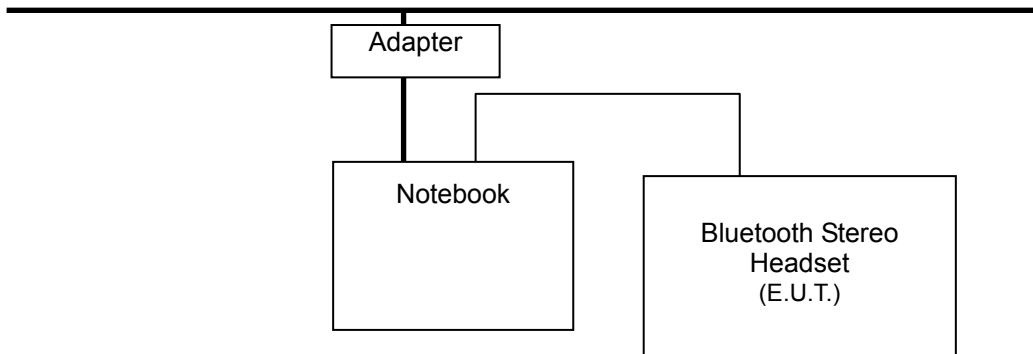 Adapter
Notebook
Bluetooth Stereo
Headset
(E.U.T.)